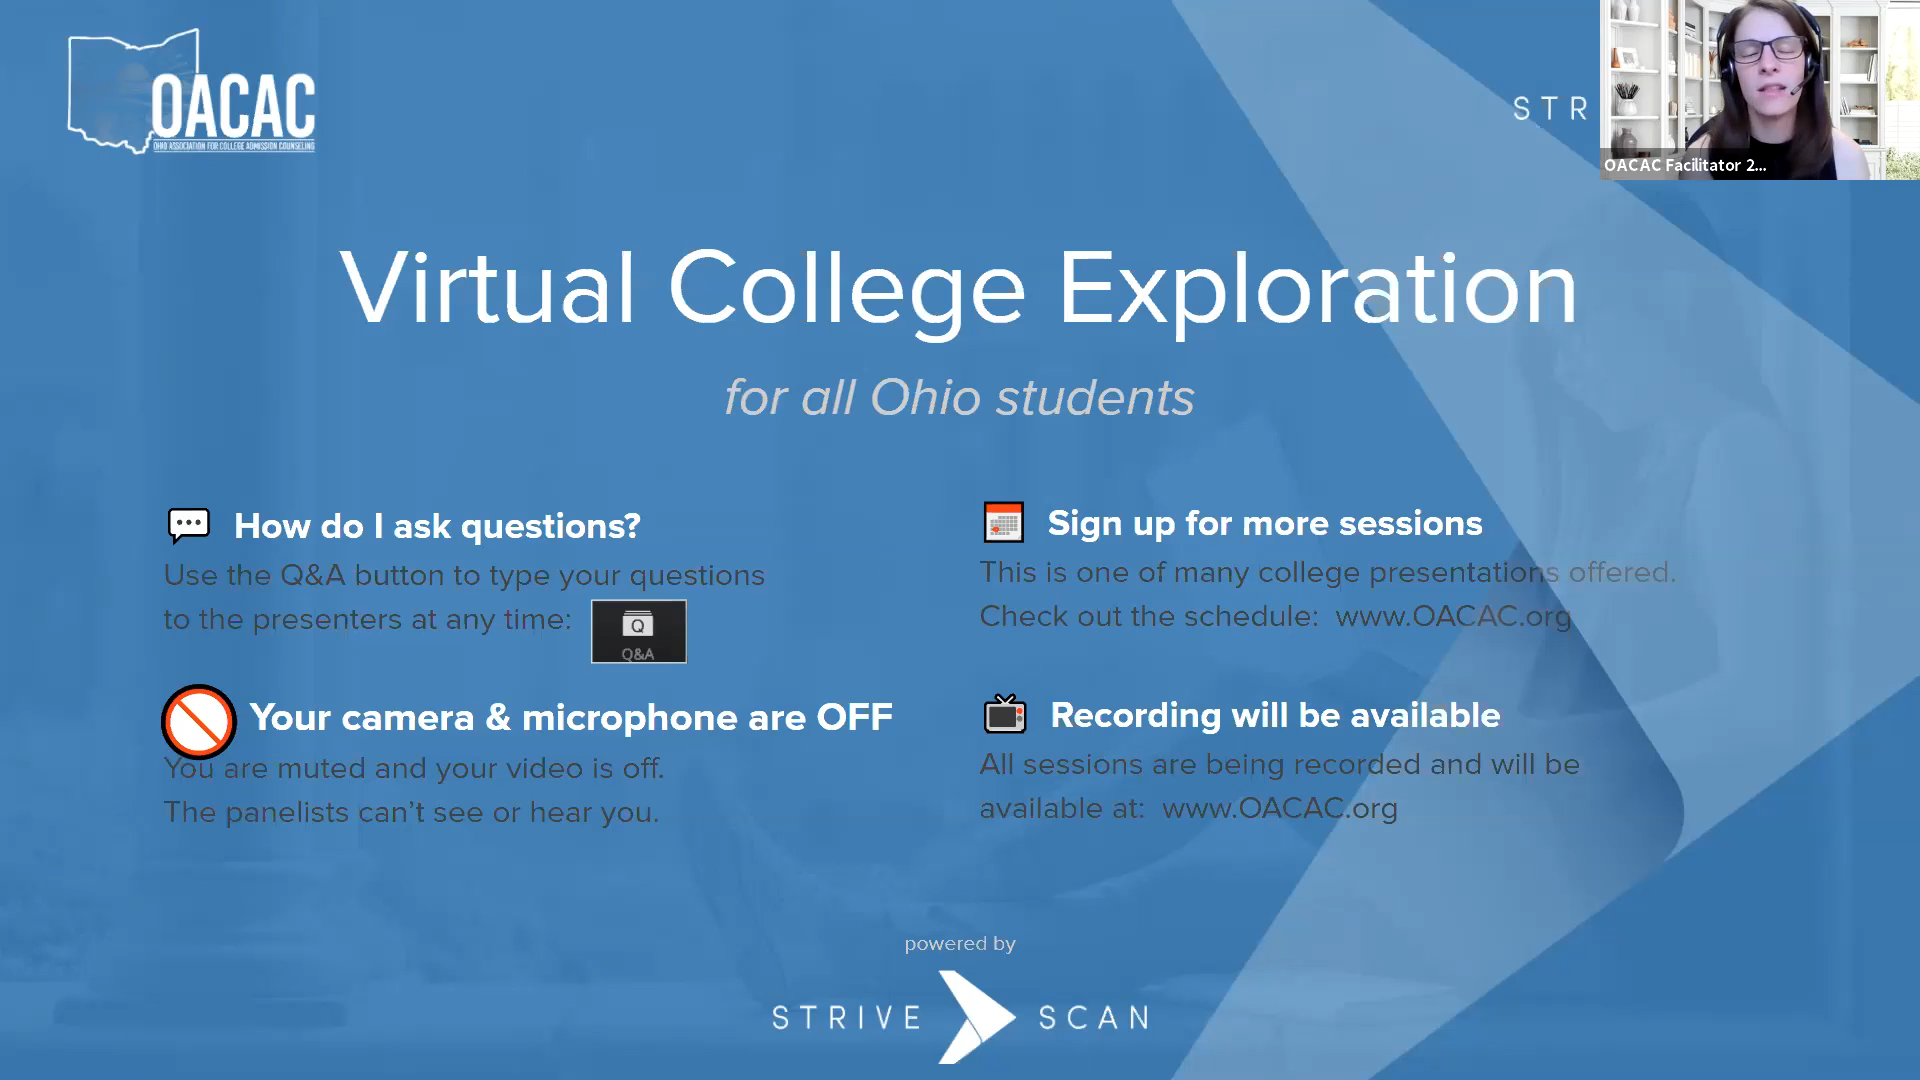 OACAC
OHIO ASSOCIATION FOR COLLEGE ADMISSION COUNSELING
STR
OACAC Facilitator 2...
Virtual College Exploration
for all Ohio students
How do I ask questions?
Use the Q&A button to type your questions
to the presenters at any time:
Q
Q&A
Your camera & microphone are OFF
You are muted and your video is off.
The panelists can’t see or hear you.
Sign up for more sessions
This is one of many college presentations offered.
Check out the schedule: www.OACAC.org
Recording will be available
All sessions are being recorded and will be
available at: www.OACAC.org
powered by
STRIVE SCAN